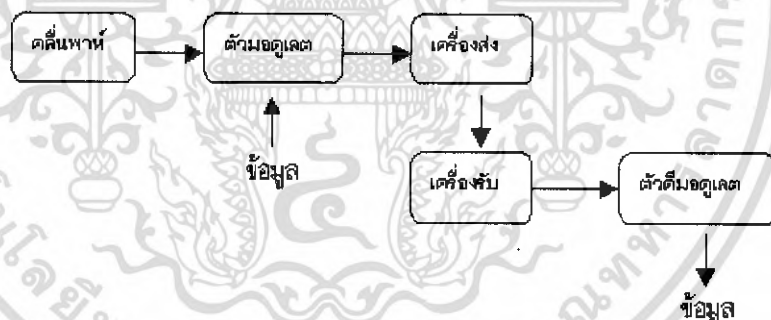 คลื่นพาห์
ตัวมอดูเลต
เครื่องส่ง
ข้อมูล
เครื่องรับ
ตัวดีมอดูเลต
ข้อมูล